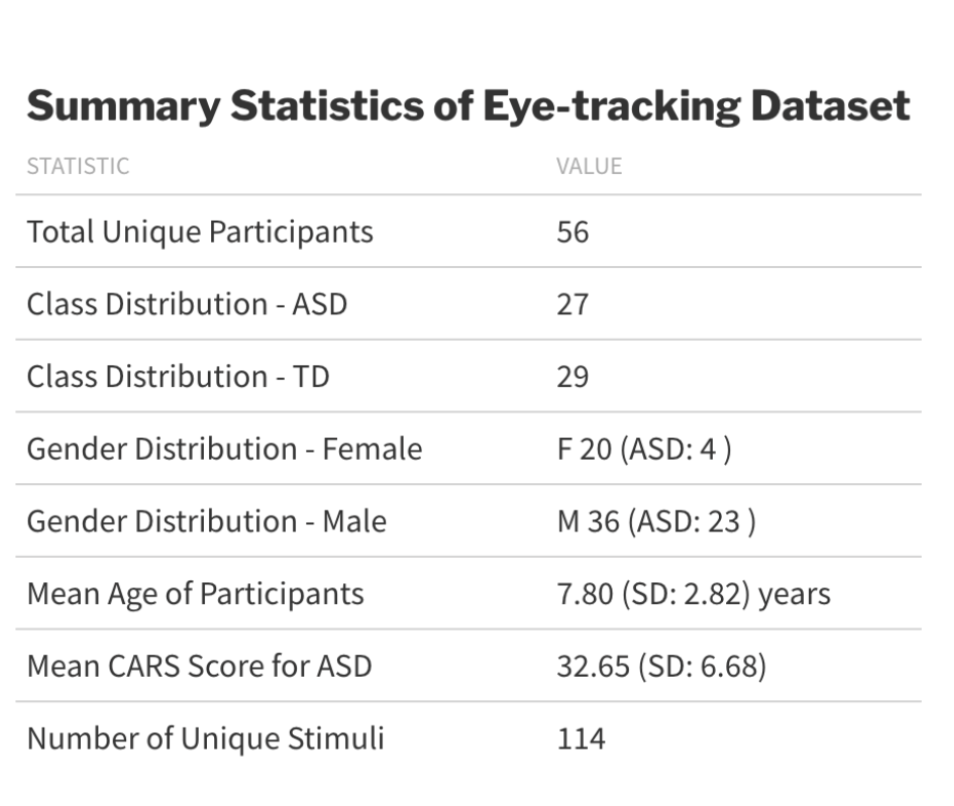 Summary Statistics of Eye-tracking Dataset
STATISTIC VALUE
Total Unique Participants 56
Class Distribution - ASD 27
Class Distribution - TD 29
Gender Distribution - Female F 20 (ASD: 4 )
Gender Distribution - Male M 36 (ASD: 23 )
Mean Age of Participants 7.80 (SD: 2.82) years
Mean CARS Score for ASD 32.65 (SD: 6.68)
Number of Unique Stimuli 114